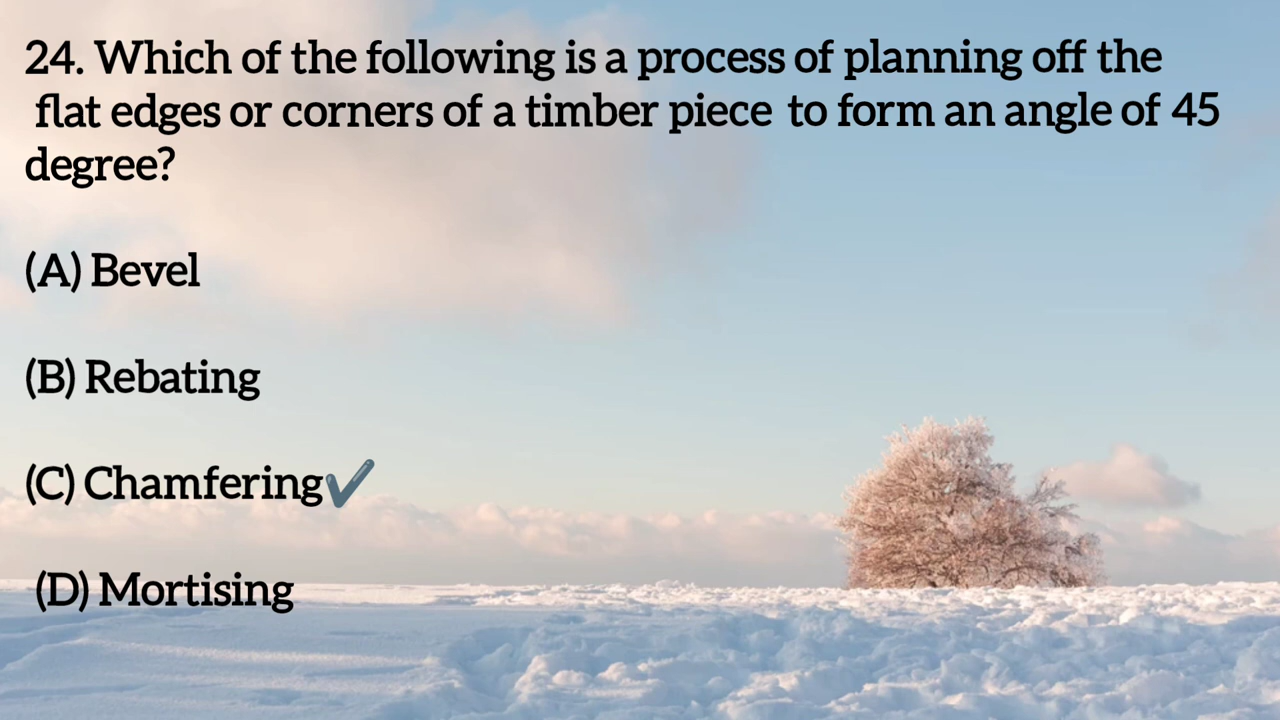 24. Which of the following is a process of planning off the
flat edges or corners of a timber piece to form an angle of 45
degree?
(A) Bevel
(B) Rebating
(C) Chamfering✔
(D) Mortising